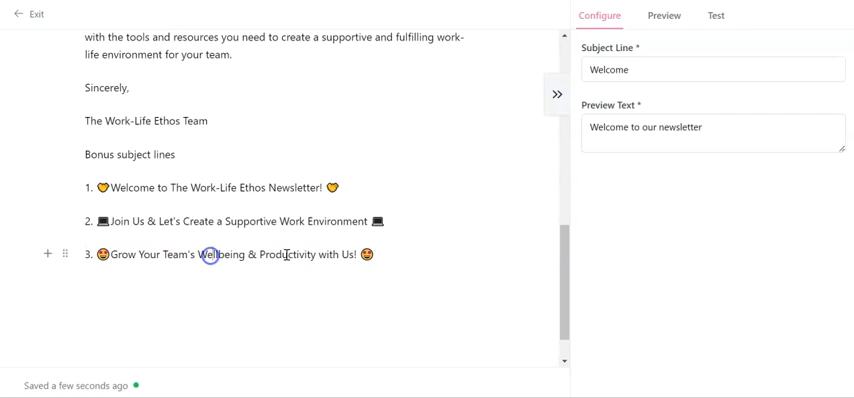 Exit
Configure Preview Test
with the tools and resources you need to create a supportive and fulfilling work-
life environment for your team.
Subject Line *
Welcome
Sincerely,
Preview Text *
The Work-Life Ethos Team
Welcome to our newsletter
Bonus subject lines
1. 💛Welcome to The Work-Life Ethos Newsletter! 💛
2. 💻Join Us & Let's Create a Supportive Work Environment 💻
3. 🤩Grow Your Team's Wellbeing & Productivity with Us! 🤩
Saved a few seconds ago